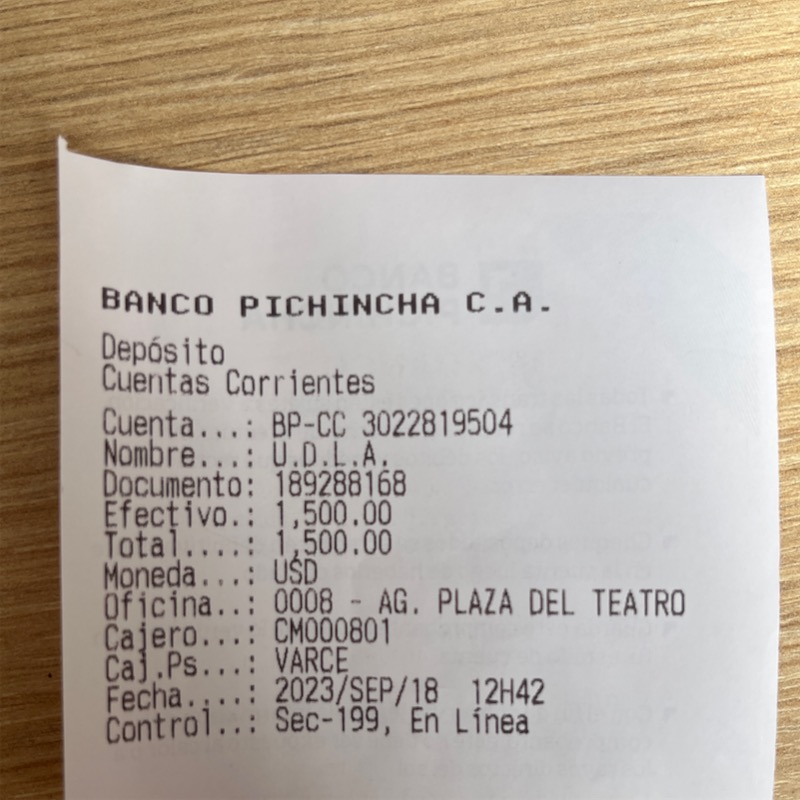 BANCO PICHINCHA C.A.
Depósito
Cuentas Corrientes
Cuenta...: BP-CC 3022819504
Nombre...: U.D.L.A.
Documento: 189288168
Efectivo.: 1,500.00
Total....: 1,500.00
Moneda...: USD
Oficina..: 0008 - AG. PLAZA DEL TEATRO
Cajero...: CM000801
Caj.Ps...: VARCE
Fecha....: 2023/SEP/18 12H42
Control..: Sec-199, En Línea